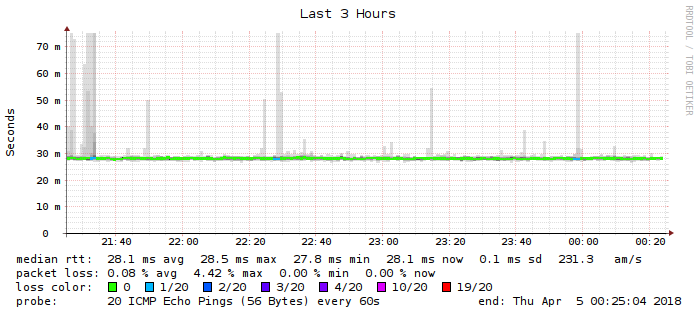 Last 3 Hours
RRDTOOL / TOBI OETIKER
Seconds
70 m
60 m
50 m
40 m
30 m
20 m
10 m
0
21:40 22:00 22:20 22:40 23:00 23:20 23:40 00:00 00:20
median rtt: 28.1 ms avg 28.5 ms max 27.8 ms min 28.1 ms now 0.1 ms sd 231.3 am/s
packet loss: 0.08 % avg 4.42 % max 0.00 % min 0.00 % now
loss color: 0 1/20 2/20 3/20 4/20 10/20 19/20
probe: 20 ICMP Echo Pings (56 Bytes) every 60s end: Thu Apr 5 00:25:04 2018